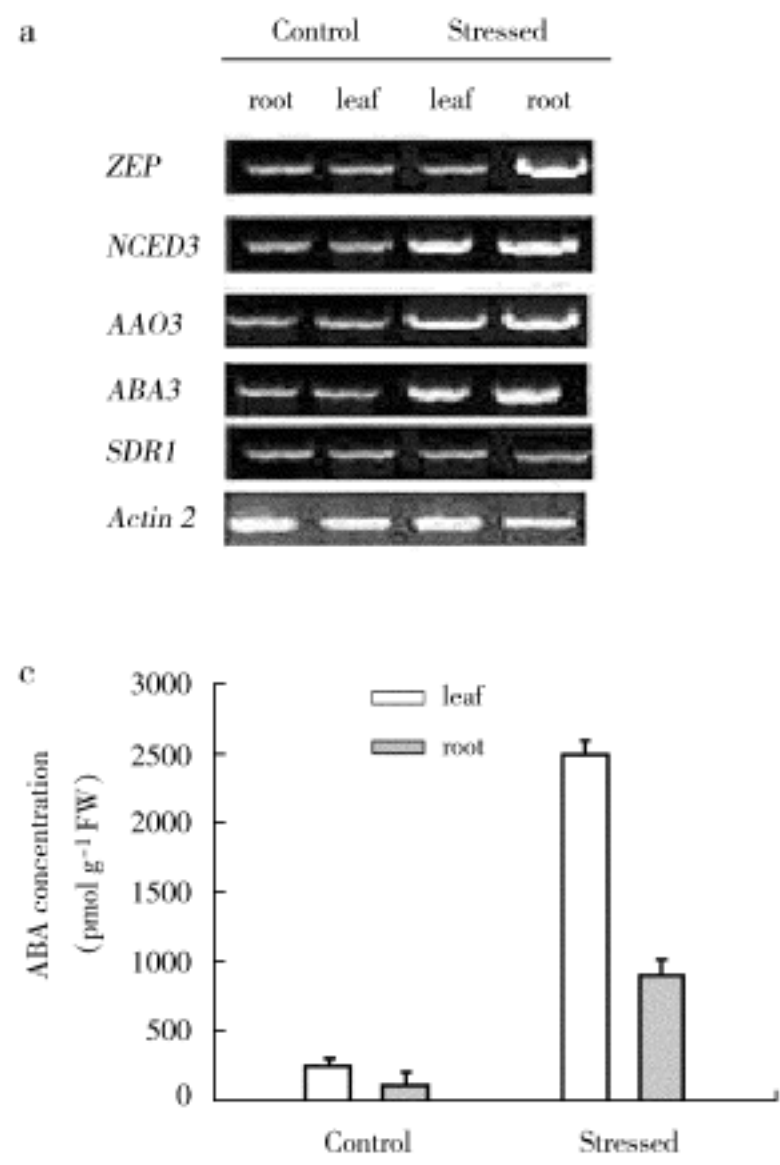 a
Control Stressed
root leaf leaf root
ZEP
NCED3
AAO3
ABA3
SDR1
Actin 2
c
ABA concentration
(pmol g⁻¹ FW)
3000
2500
2000
1500
1000
500
0
leaf
root
Control Stressed